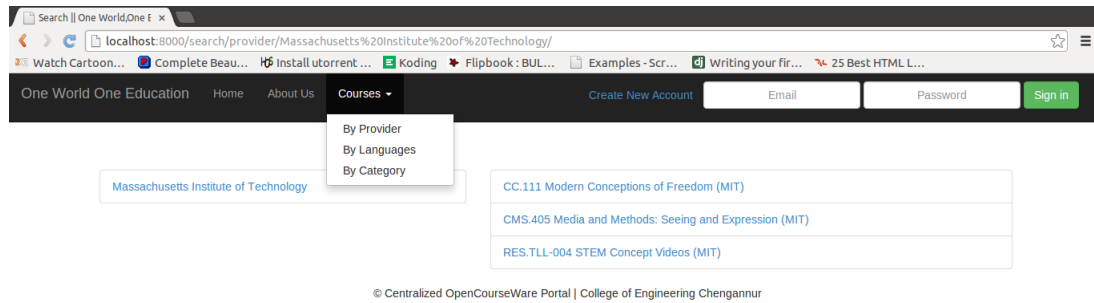 Search || One World,One E
localhost:8000/search/provider/Massachusetts%20Institute%20of%20Technology/
Watch Cartoon... Complete Beau... Install utorrent ... Koding Flipbook : BUL... Examples - Scr... dj Writing your fir... 25 Best HTML L...
One World One Education Home About Us Courses Create New Account Email Password Sign in
By Provider
By Languages
By Category
Massachusetts Institute of Technology
CC.111 Modern Conceptions of Freedom (MIT)
CMS.405 Media and Methods: Seeing and Expression (MIT)
RES.TLL-004 STEM Concept Videos (MIT)
© Centralized OpenCourseWare Portal | College of Engineering Chengannur